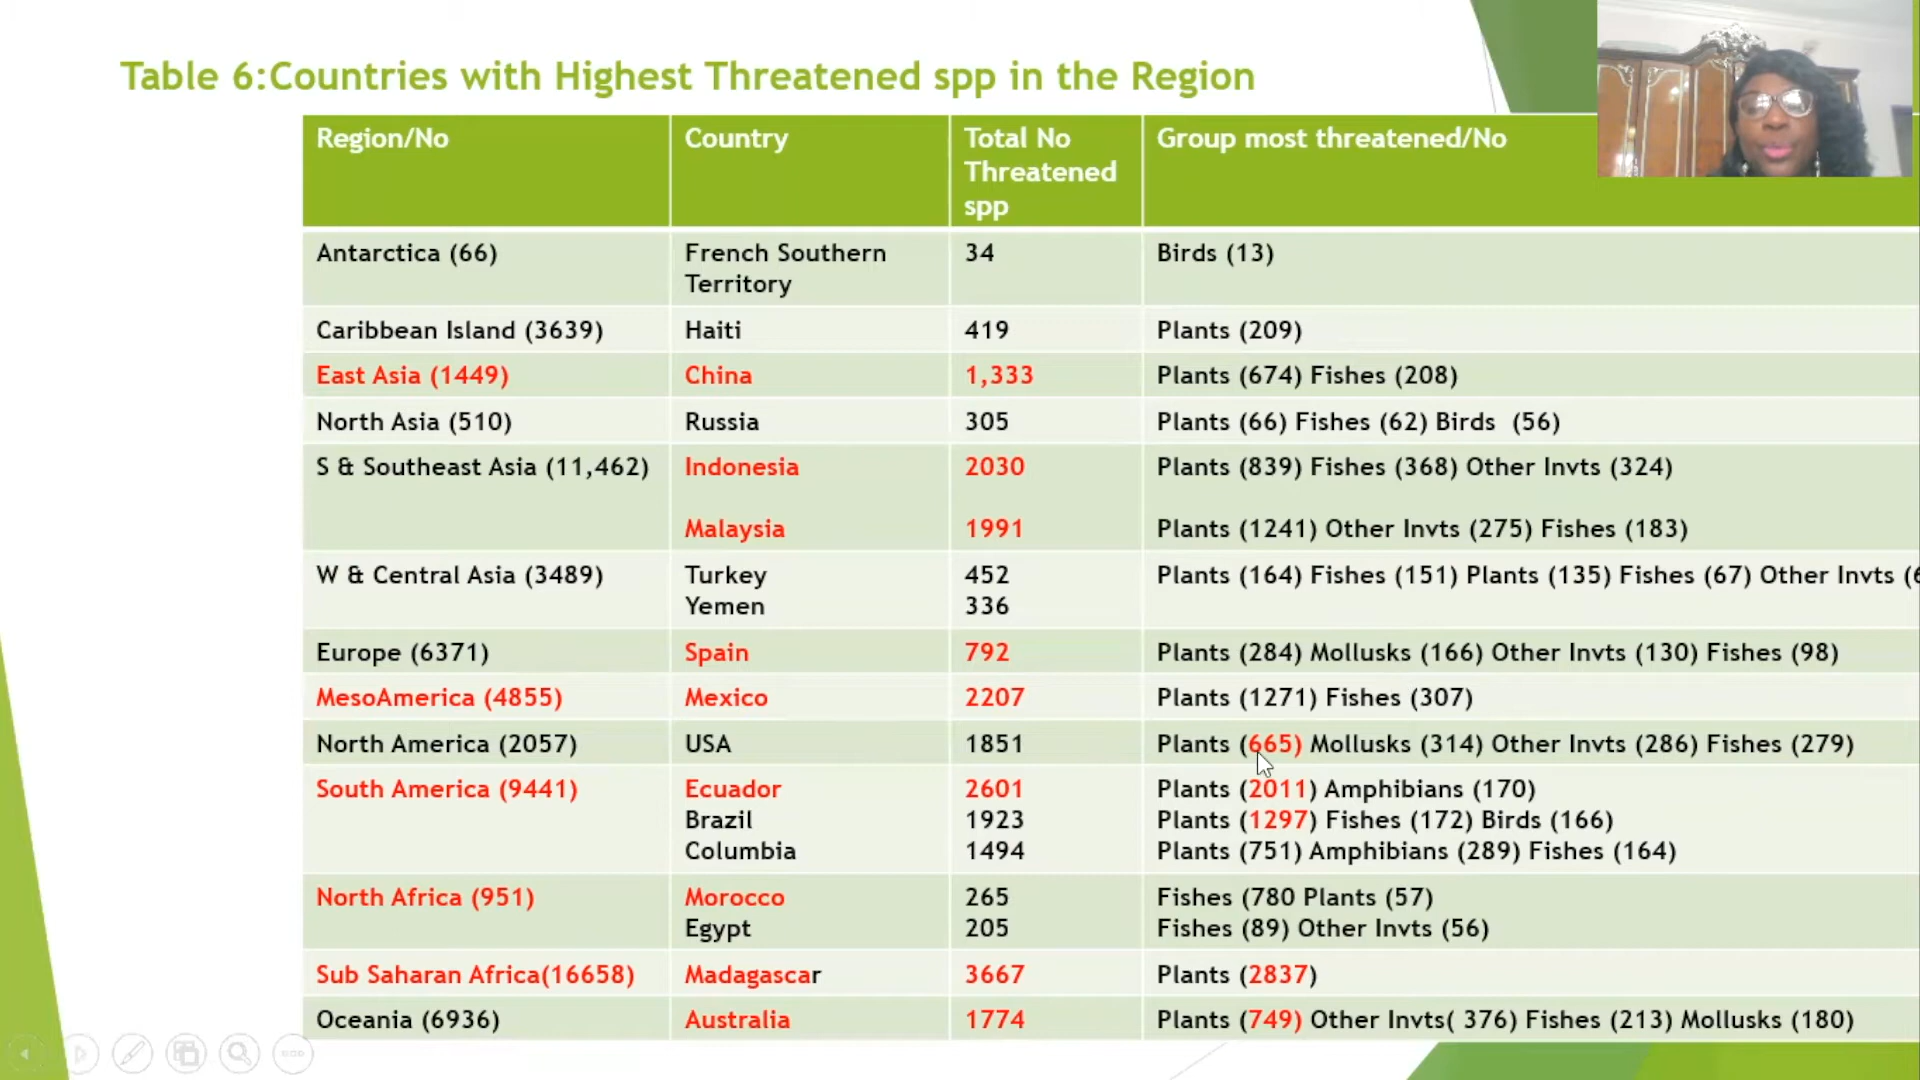 Table 6:Countries with Highest Threatened spp in the Region
Region/No Country Total No Threatened spp Group most threatened/No
Antarctica (66) French Southern Territory 34 Birds (13)
Caribbean Island (3639) Haiti 419 Plants (209)
East Asia (1449) China 1,333 Plants (674) Fishes (208)
North Asia (510) Russia 305 Plants (66) Fishes (62) Birds (56)
S & Southeast Asia (11,462) Indonesia 2030 Plants (839) Fishes (368) Other Invts (324)
Malaysia 1991 Plants (1241) Other Invts (275) Fishes (183)
W & Central Asia (3489) Turkey 452 Plants (164) Fishes (151) Plants (135) Fishes (67) Other Invts
Yemen 336
Europe (6371) Spain 792 Plants (284) Mollusks (166) Other Invts (130) Fishes (98)
MesoAmerica (4855) Mexico 2207 Plants (1271) Fishes (307)
North America (2057) USA 1851 Plants (665) Mollusks (314) Other Invts (286) Fishes (279)
South America (9441) Ecuador 2601 Plants (2011) Amphibians (170)
Brazil 1923 Plants (1297) Fishes (172) Birds (166)
Columbia 1494 Plants (751) Amphibians (289) Fishes (164)
North Africa (951) Morocco 265 Fishes (780 Plants (57)
Egypt 205 Fishes (89) Other Invts (56)
Sub Saharan Africa(16658) Madagascar 3667 Plants (2837)
Oceania (6936) Australia 1774 Plants (749) Other Invts( 376) Fishes (213) Mollusks (180)